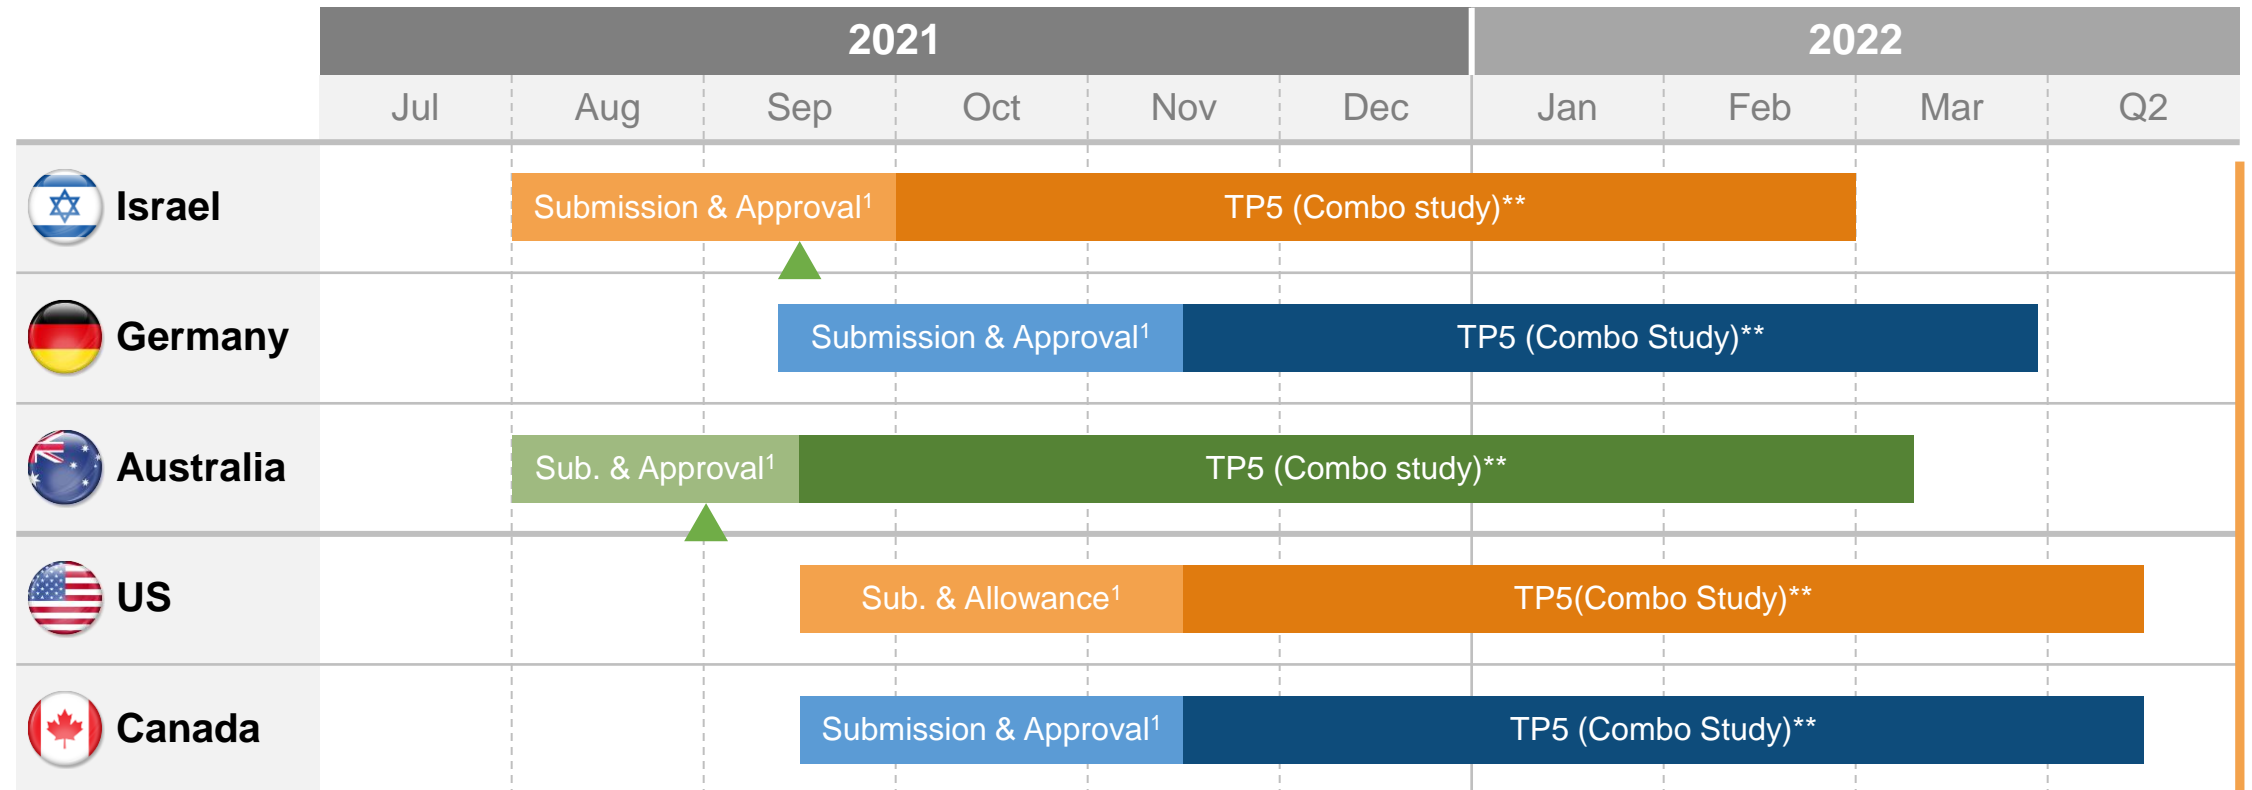 2021 2022
Jul Aug Sep Oct Nov Dec Jan Feb Mar Q2
Israel Submission & Approval¹ TP5 (Combo study)**
Germany Submission & Approval¹ TP5 (Combo Study)**
Australia Sub. & Approval¹ TP5 (Combo study)**
US Sub. & Allowance¹ TP5(Combo Study)**
Canada Submission & Approval¹ TP5 (Combo Study)**